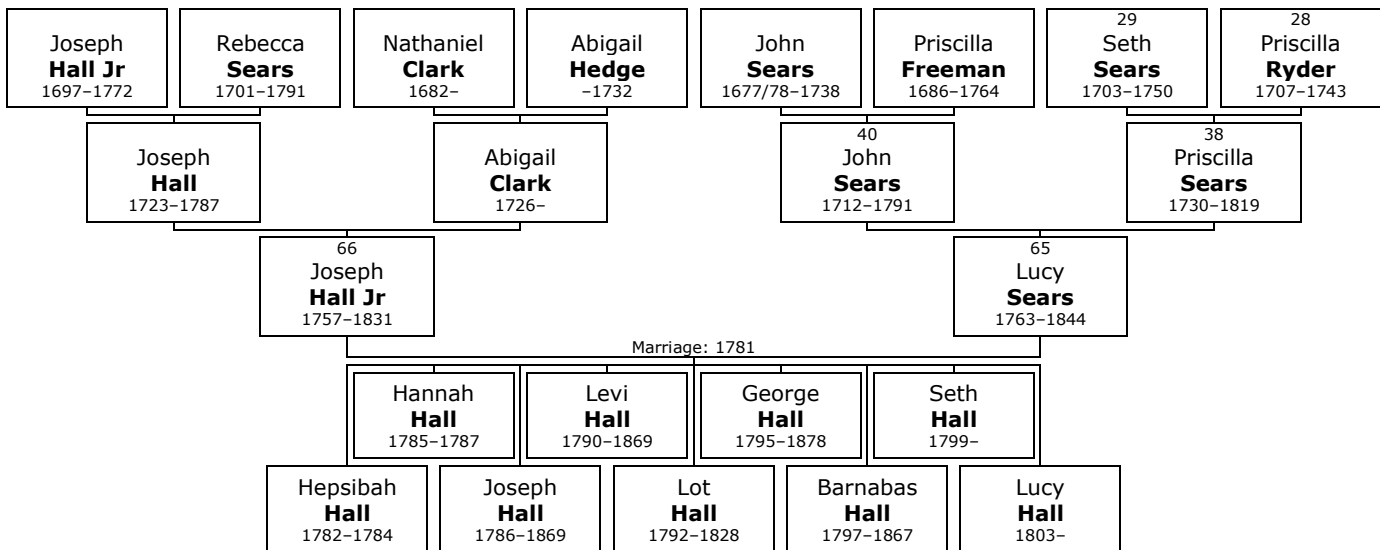 Joseph
Hall Jr
1697–1772
Rebecca
Sears
1701–1791
Nathaniel
Clark
1682–
Abigail
Hedge
–1732
John
Sears
1677/78–1738
Priscilla
Freeman
1686–1764
29
Seth
Sears
1703–1750
28
Priscilla
Ryder
1707–1743
Joseph
Hall
1723–1787
Abigail
Clark
1726–
40
John
Sears
1712–1791
38
Priscilla
Sears
1730–1819
66
Joseph
Hall Jr
1757–1831
65
Lucy
Sears
1763–1844
Marriage: 1781
Hannah
Hall
1785–1787
Levi
Hall
1790–1869
George
Hall
1795–1878
Seth
Hall
1799–
Hepsibah
Hall
1782–1784
Joseph
Hall
1786–1869
Lot
Hall
1792–1828
Barnabas
Hall
1797–1867
Lucy
Hall
1803–